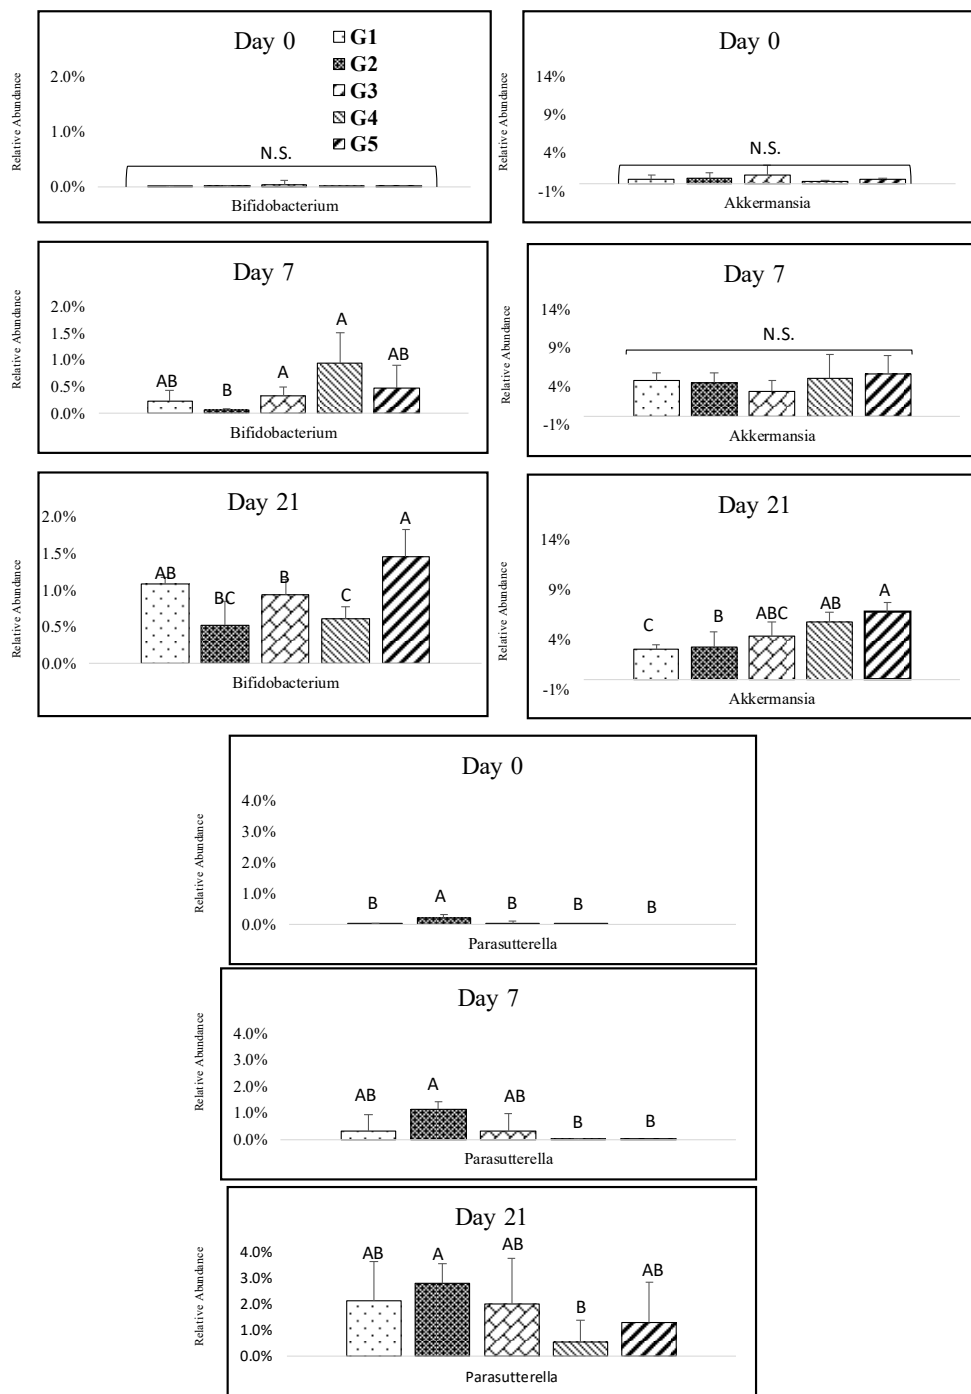 Day 0
G1
G2
G3
G4
G5
Relative Abundance
2.0%
1.0%
0.0%
N.S.
Bifidobacterium
Day 0
Relative Abundance
14%
9%
4%
-1%
N.S.
Akkermansia
Day 7
Relative Abundance
2.0%
1.5%
1.0%
0.5%
0.0%
AB
B
A
A
AB
Bifidobacterium
Day 7
Relative Abundance
14%
9%
4%
-1%
N.S.
Akkermansia
Day 21
Relative Abundance
2.0%
1.5%
1.0%
0.5%
0.0%
AB
BC
B
C
A
Bifidobacterium
Day 21
Relative Abundance
14%
9%
4%
-1%
C
B
ABC
AB
A
Akkermansia
Day 0
Relative Abundance
4.0%
3.0%
2.0%
1.0%
0.0%
B
A
B
B
B
Parasutterella
Day 7
Relative Abundance
4.0%
3.0%
2.0%
1.0%
0.0%
AB
A
AB
B
B
Parasutterella
Day 21
Relative Abundance
4.0%
3.0%
2.0%
1.0%
0.0%
AB
A
AB
B
AB
Parasutterella